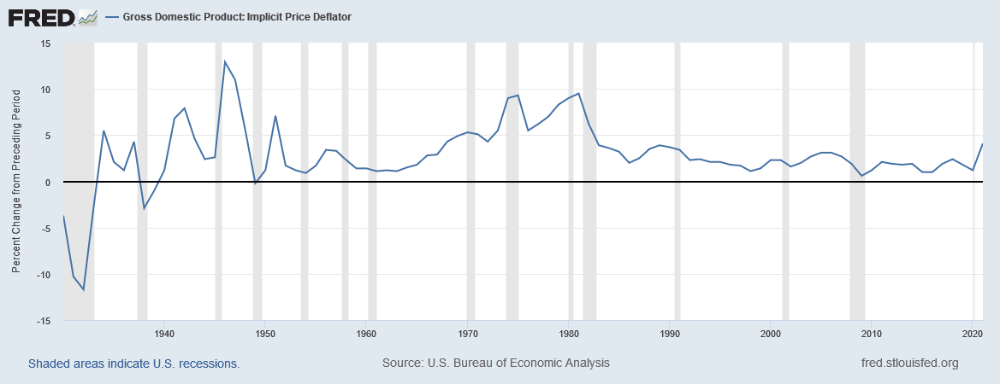 FRED
Gross Domestic Product: Implicit Price Deflator
Percent Change from Preceding Period
15
10
5
0
-5
-10
-15
1940 1950 1960 1970 1980 1990 2000 2010 2020
Shaded areas indicate U.S. recessions.
Source: U.S. Bureau of Economic Analysis
fred.stlouisfed.org